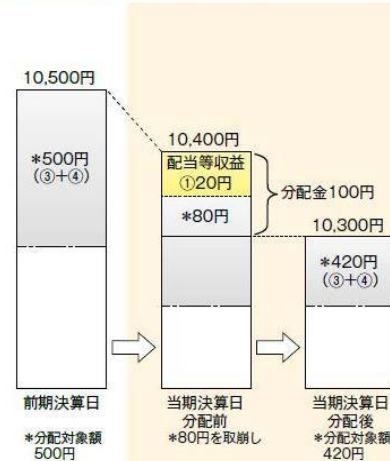 10,500円
*500円
(③+④)
10,400円
配当等収益
①20円
*80円
分配金100円
10,300円
*420円
(③+④)
前期決算日
*分配対象額
500円
当期決算日
分配前
*80円を取崩し
当期決算日
分配後
*分配対象額
420円